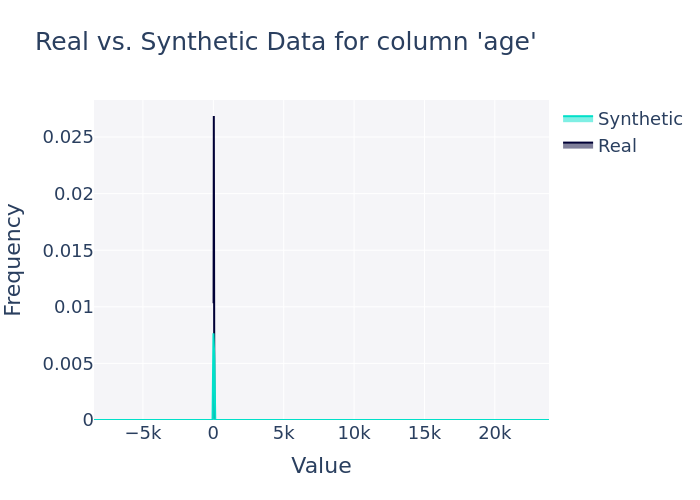 Real vs. Synthetic Data for column 'age'
Synthetic
Real
Frequency
0.025
0.02
0.015
0.01
0.005
0
−5k
0
5k
10k
15k
20k
Value